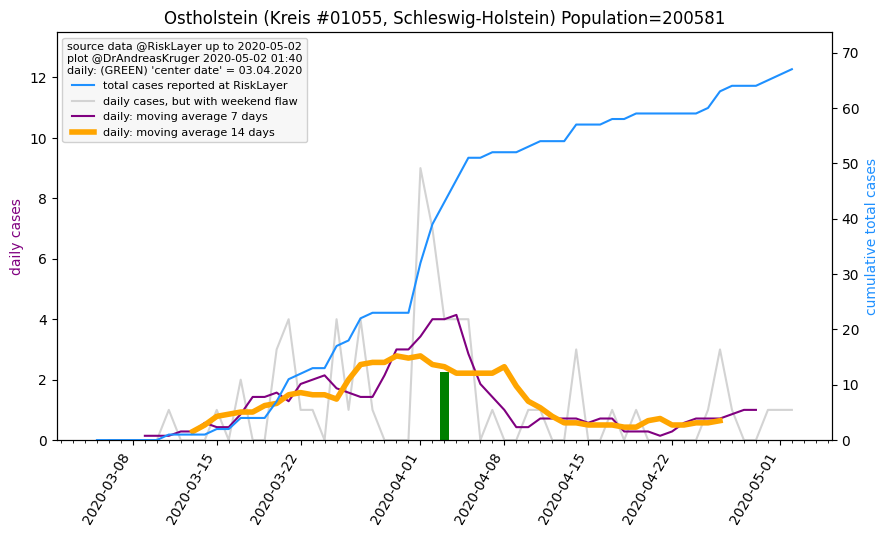 Ostholstein (Kreis #01055, Schleswig-Holstein) Population=200581
source data @RiskLayer up to 2020-05-02
plot @DrAndreasKruger 2020-05-02 01:40
daily: (GREEN) 'center date' = 03.04.2020
total cases reported at RiskLayer
daily cases, but with weekend flaw
daily: moving average 7 days
daily: moving average 14 days
daily cases
0
2
4
6
8
10
12
cumulative total cases
0
10
20
30
40
50
60
70
2020-03-08
2020-03-15
2020-03-22
2020-04-01
2020-04-08
2020-04-15
2020-04-22
2020-05-01